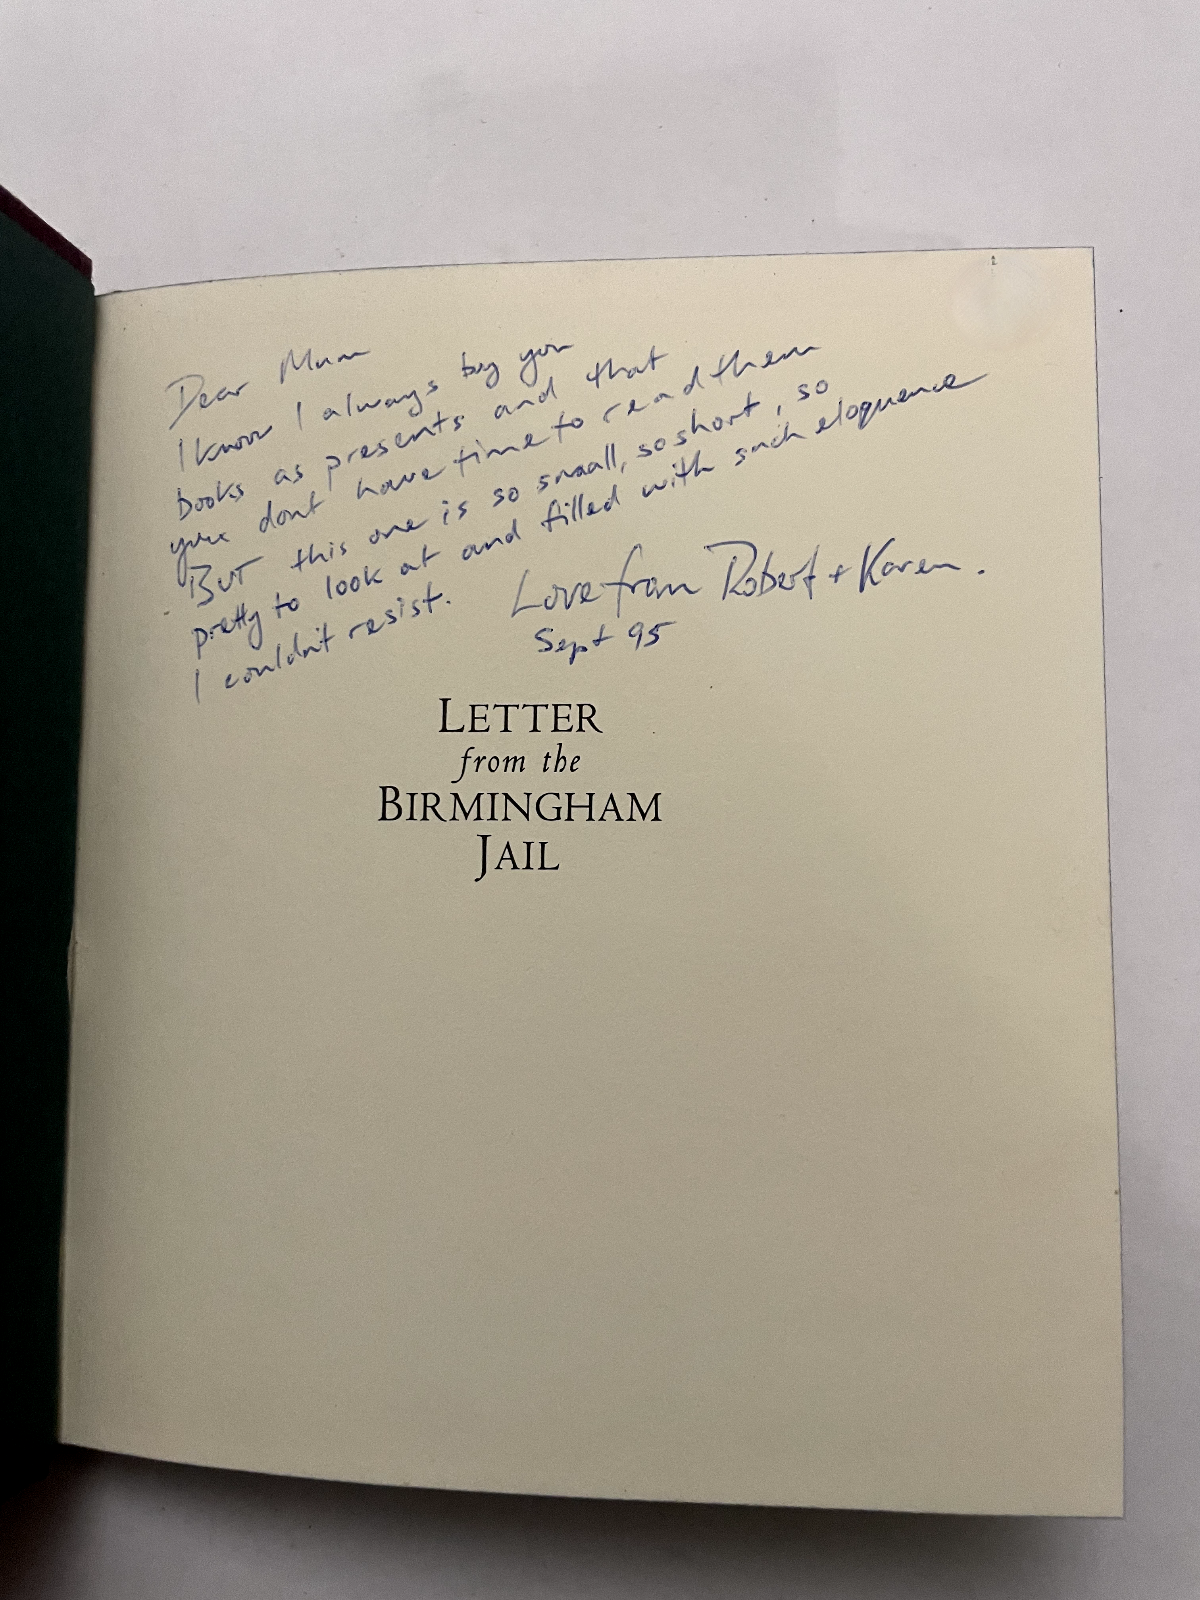 Dear Mum
I know I always buy you
books as presents and that
you dont have time to read them
- BUT this one is so small, so short, so
pretty to look at and filled with such eloquence
I couldn't resist.
Love from Robert + Karen.
Sept 95
LETTER
from the
BIRMINGHAM
JAIL